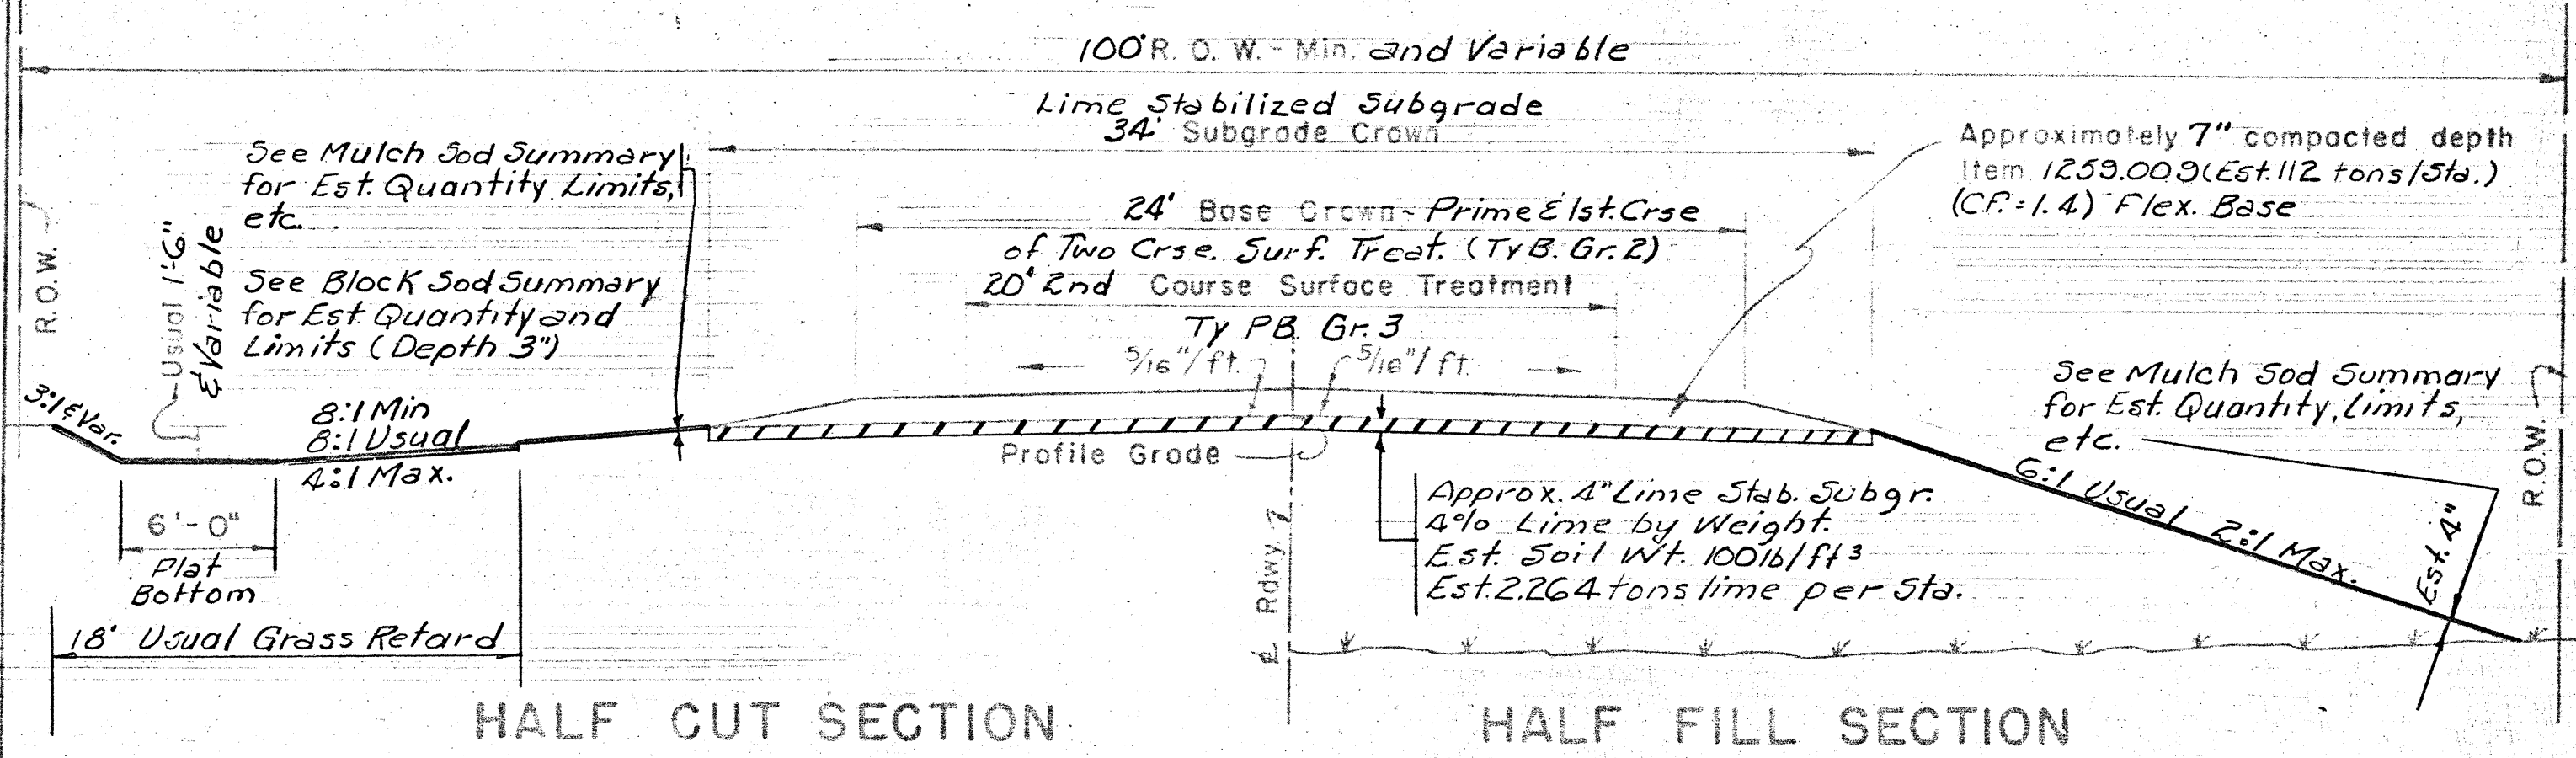 100' R. O. W. - Min. and Variable
Lime Stabilized Subgrade
34' Subgrade Crown
See Mulch Sod Summary
for Est. Quantity Limits,
etc.
Approximately 7" compacted depth
Item 1259.009 (Est. 112 tons/Sta.)
(C.F. = 1.4) Flex. Base
24' Base Crown - Prime & 1st. Crse
of Two Crse. Surf. Treat. (Ty B. Gr. 2)
20' 2nd Course Surface Treatment
Ty PB Gr. 3
5/16"/ft. 5/16"/ft.
R.O.W.
Usual 1'-6"
& Variable
See Block Sod Summary
for Est. Quantity and
Limits (Depth 3")
3:1 & Var.
8:1 Min
8:1 Usual
4:1 Max.
See Mulch Sod Summary
for Est. Quantity, Limits,
etc.
R.O.W.
Profile Grade
6:1 Usual 2:1 Max.
Est. 4"
6'-0"
Flat
Bottom
Approx. 4" Lime Stab. Subgr.
4% Lime by Weight.
Est. Soil Wt. 100 lb/ft³
Est. 2.264 tons lime per Sta.
18' Usual Grass Retard
Rdwy.
HALF CUT SECTION
HALF FILL SECTION